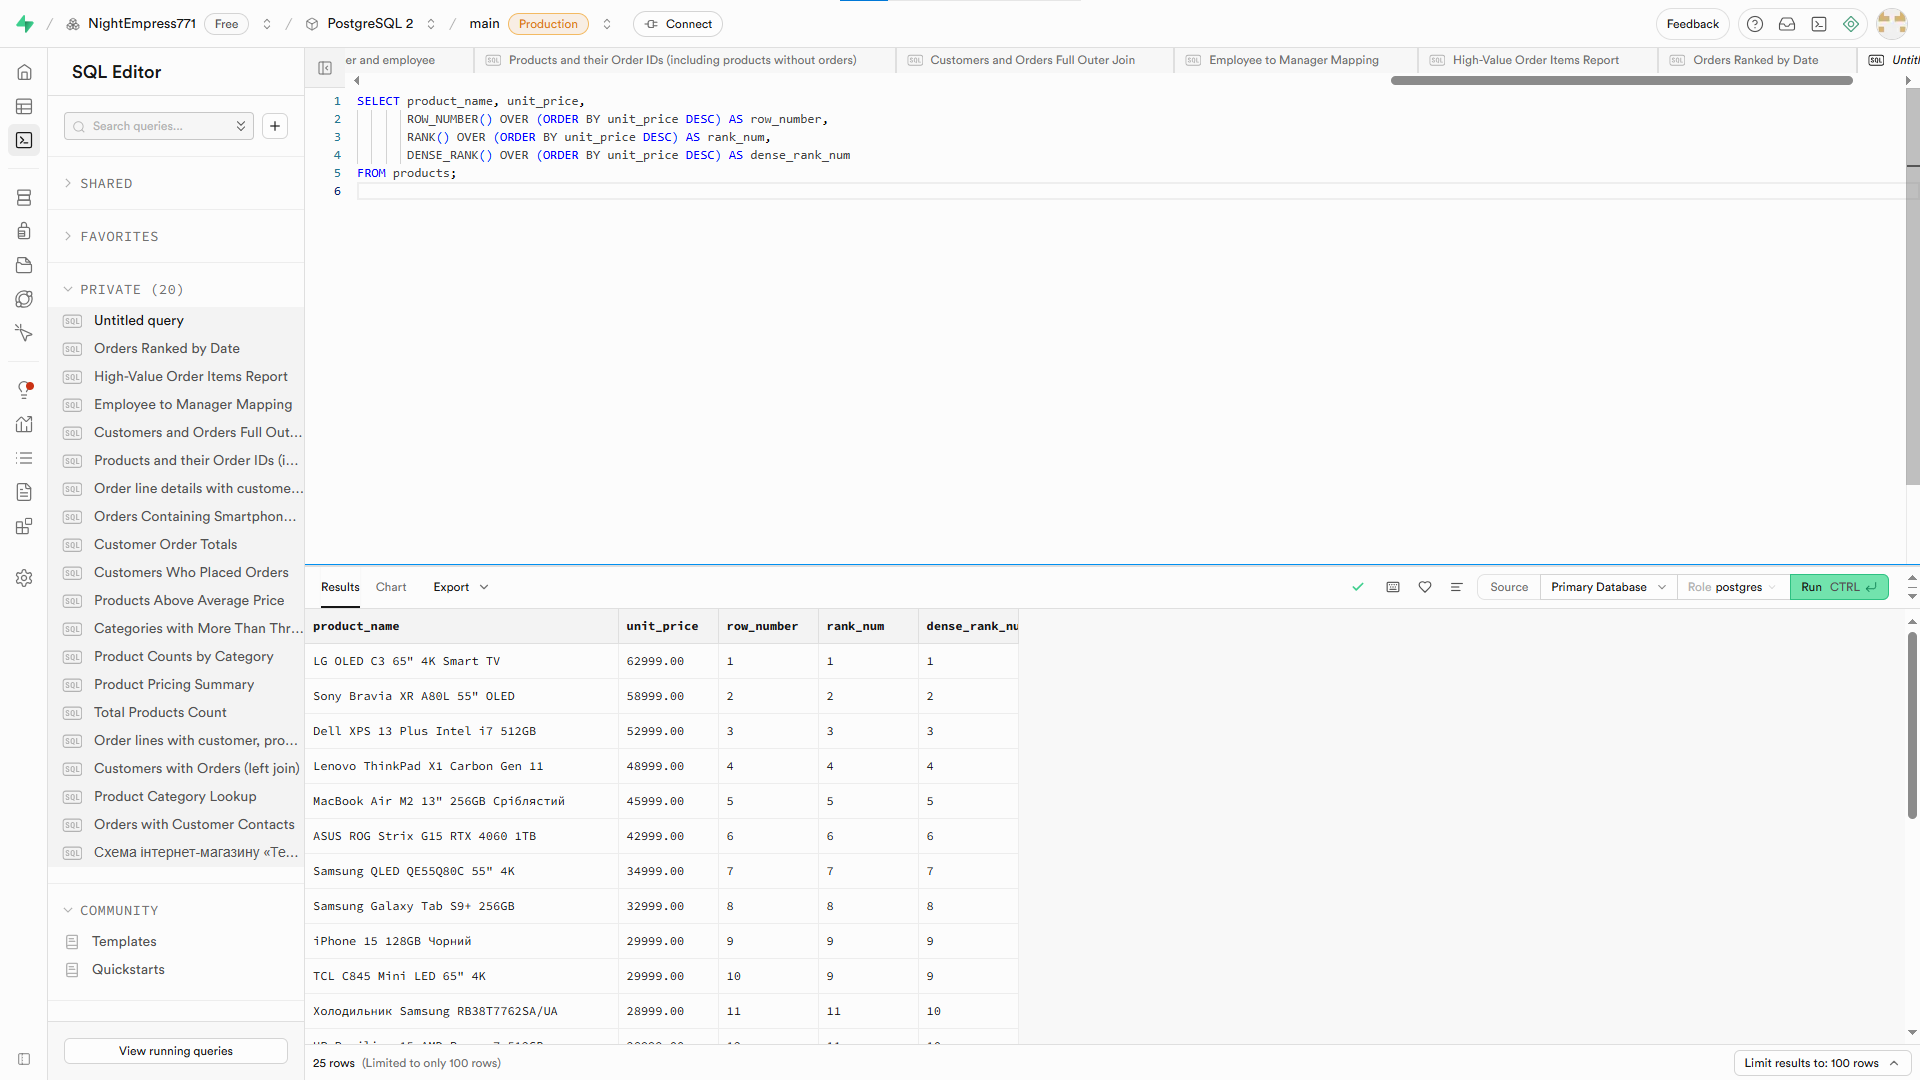 NightEmpress771 Free / PostgreSQL 2 / main Production Connect
Feedback
SQL Editor
Search queries...
SHARED
FAVORITES
PRIVATE (20)
Untitled query
Orders Ranked by Date
High-Value Order Items Report
Employee to Manager Mapping
Customers and Orders Full Out...
Products and their Order IDs (i...
Order line details with custome...
Orders Containing Smartphon...
Customer Order Totals
Customers Who Placed Orders
Products Above Average Price
Categories with More Than Thr...
Product Counts by Category
Product Pricing Summary
Total Products Count
Order lines with customer, pro...
Customers with Orders (left join)
Product Category Lookup
Orders with Customer Contacts
Схема інтернет-магазину «Те...
COMMUNITY
Templates
Quickstarts
View running queries
er and employee
Products and their Order IDs (including products without orders)
Customers and Orders Full Outer Join
Employee to Manager Mapping
High-Value Order Items Report
Orders Ranked by Date
Untitl
1 SELECT product_name, unit_price,
2 ROW_NUMBER() OVER (ORDER BY unit_price DESC) AS row_number,
3 RANK() OVER (ORDER BY unit_price DESC) AS rank_num,
4 DENSE_RANK() OVER (ORDER BY unit_price DESC) AS dense_rank_num
5 FROM products;
6
Results Chart Export
Source Primary Database Role postgres Run CTRL
product_name unit_price row_number rank_num dense_rank_nu
LG OLED C3 65" 4K Smart TV 62999.00 1 1 1
Sony Bravia XR A80L 55" OLED 58999.00 2 2 2
Dell XPS 13 Plus Intel i7 512GB 52999.00 3 3 3
Lenovo ThinkPad X1 Carbon Gen 11 48999.00 4 4 4
MacBook Air M2 13" 256GB Сріблястий 45999.00 5 5 5
ASUS ROG Strix G15 RTX 4060 1TB 42999.00 6 6 6
Samsung QLED QE55Q80C 55" 4K 34999.00 7 7 7
Samsung Galaxy Tab S9+ 256GB 32999.00 8 8 8
iPhone 15 128GB Чорний 29999.00 9 9 9
TCL C845 Mini LED 65" 4K 29999.00 10 9 9
Холодильник Samsung RB38T7762SA/UA 28999.00 11 11 10
25 rows (Limited to only 100 rows)
Limit results to: 100 rows